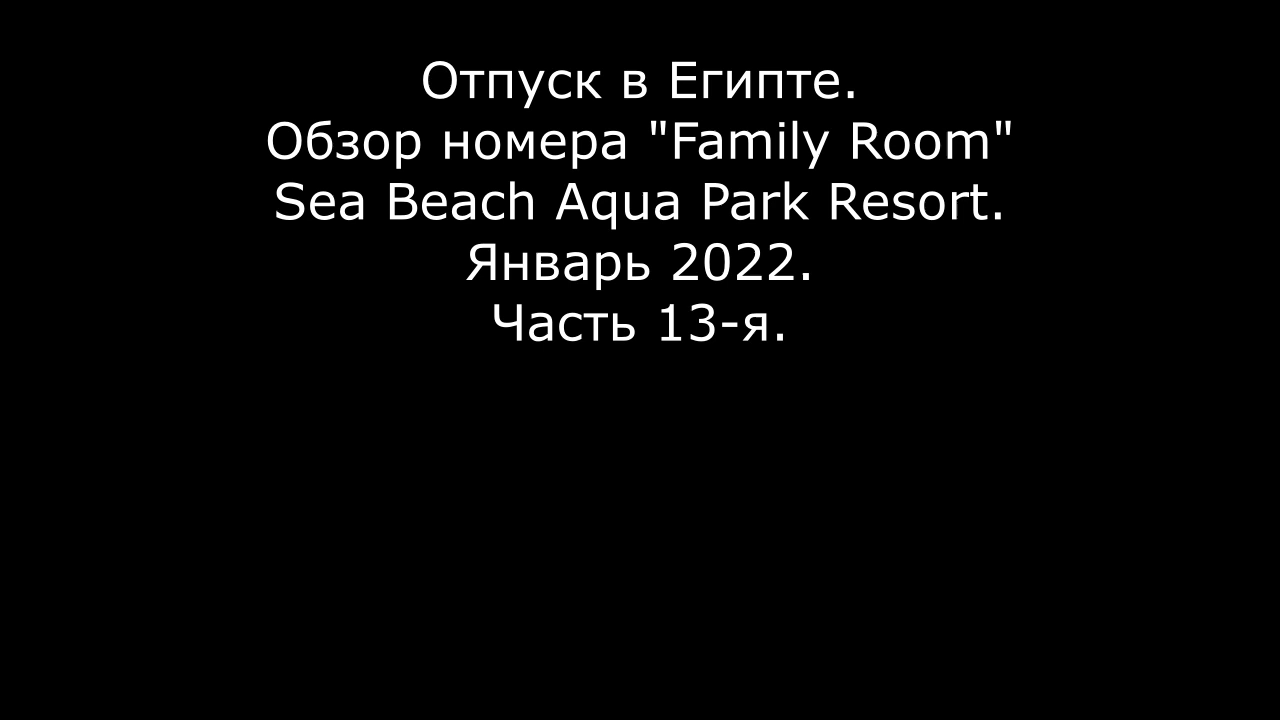 Отпуск в Египте.
Обзор номера "Family Room"
Sea Beach Aqua Park Resort.
Январь 2022.
Часть 13-я.